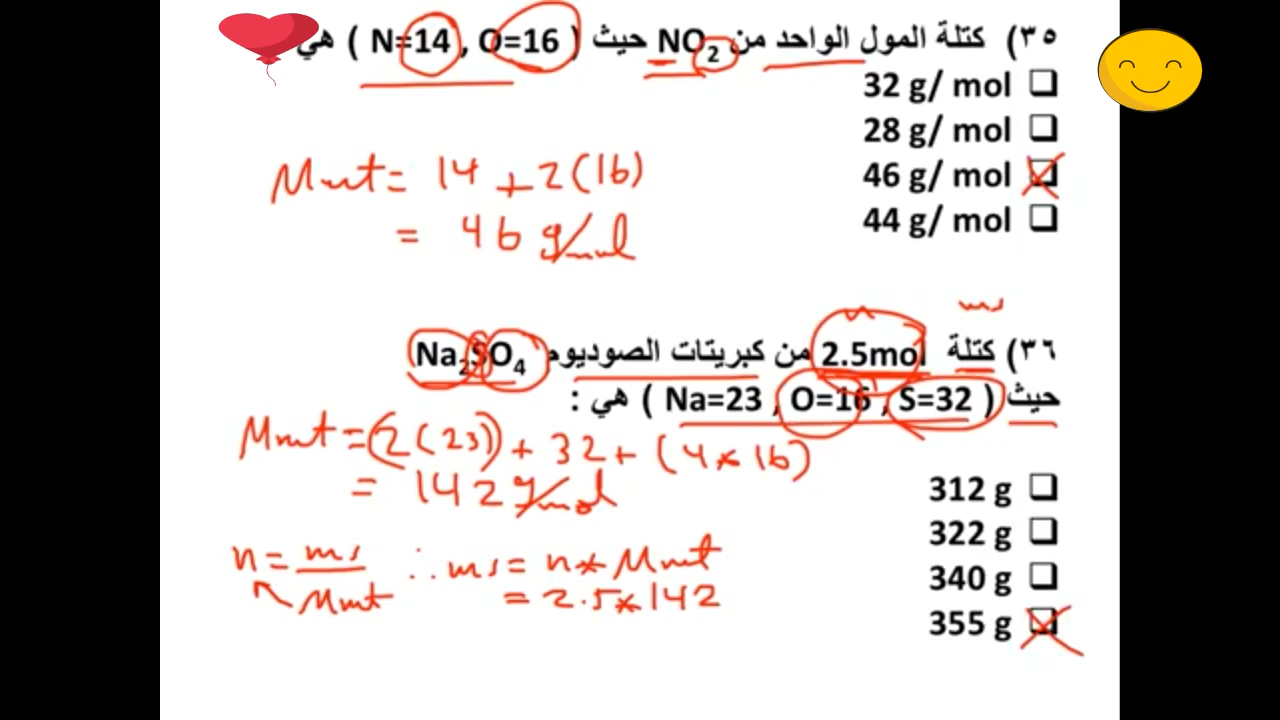 ٣٥) كتلة المول الواحد من NO2 حيث ( N=14 , O=16 ) هي
32 g/ mol
28 g/ mol
46 g/ mol
44 g/ mol
Mwt = 14 + 2(16)
= 46 g/mol
ms
n
٣٦) كتلة 2.5mol من كبريتات الصوديوم Na2SO4
حيث ( Na=23 , O=16 , S=32 ) هي :
Mwt = (2(23)) + 32 + (4*16)
= 142 g/mol
312 g
322 g
340 g
355 g
n = ms / Mwt ∴ ms = n * Mwt
= 2.5*142